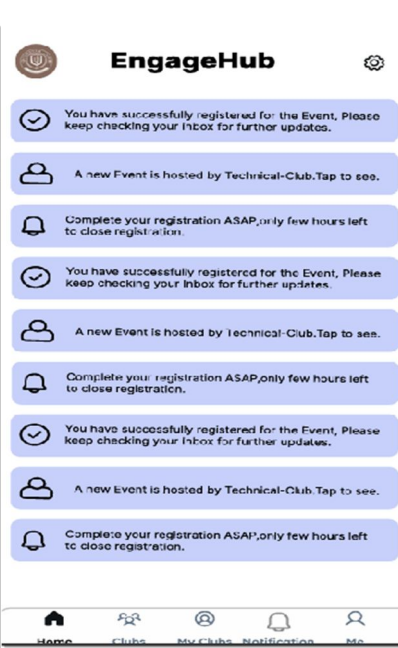 EngageHub
You have successfully registered for the Event, Please
keep checking your Inbox for further updates.
A new Event is hosted by Technical-Club.Tap to see.
Complete your registration ASAP,only few hours left
to close registration.
You have successfully registered for the Event, Please
keep checking your Inbox for further updates.
A new Event is hosted by Technical-Club.Tap to see.
Complete your registration ASAP,only few hours left
to close registration.
You have successfully registered for the Event, Please
keep checking your Inbox for further updates.
A new Event is hosted by Technical-Club.Tap to see.
Complete your registration ASAP,only few hours left
to close registration.
Home Clubs My Clubs Notification Me